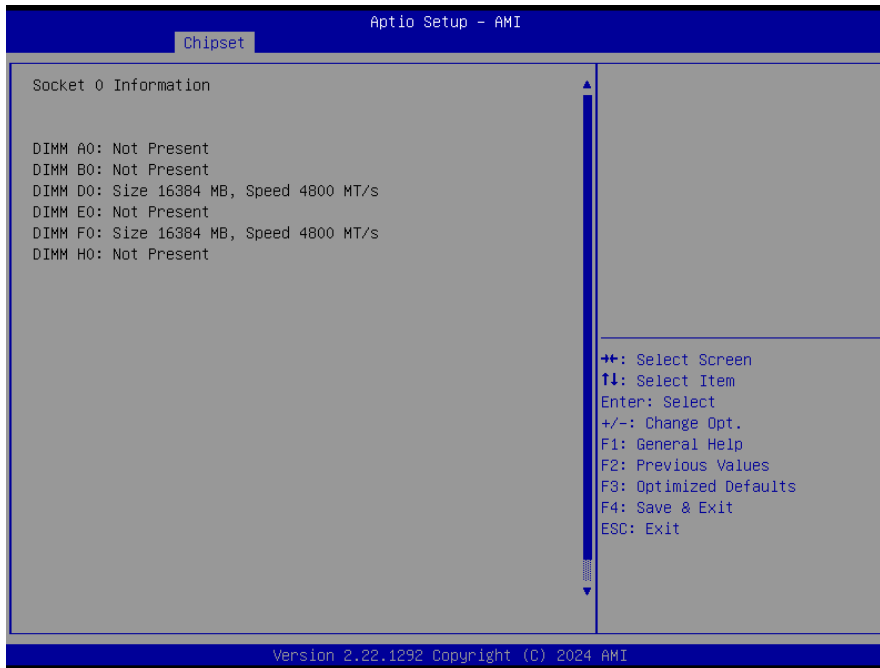 Aptio Setup – AMI
Chipset
Socket 0 Information
DIMM A0: Not Present
DIMM B0: Not Present
DIMM D0: Size 16384 MB, Speed 4800 MT/s
DIMM E0: Not Present
DIMM F0: Size 16384 MB, Speed 4800 MT/s
DIMM H0: Not Present
→←: Select Screen
↑↓: Select Item
Enter: Select
+/-: Change Opt.
F1: General Help
F2: Previous Values
F3: Optimized Defaults
F4: Save & Exit
ESC: Exit
Version 2.22.1292 Copyright (C) 2024 AMI